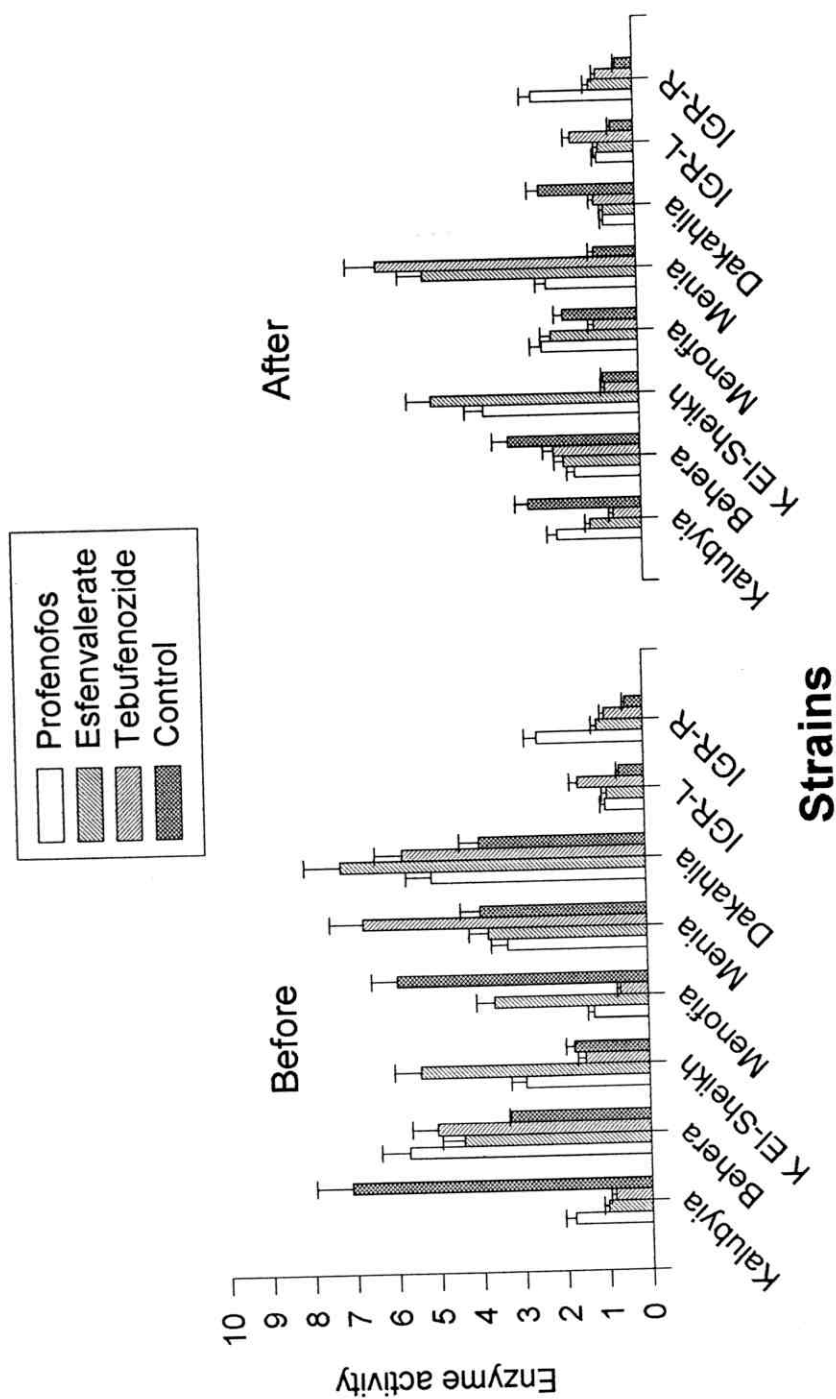 Profenofos
Esfenvalerate
Tebufenozide
Control
Before
After
Enzyme activity
10
9
8
7
6
5
4
3
2
1
0
Kalubyia
Behera
K El-Sheikh
Menofia
Menia
Dakahlia
IGR-L
IGR-R
Kalubyia
Behera
K El-Sheikh
Menofia
Menia
Dakahlia
IGR-L
IGR-R
Strains